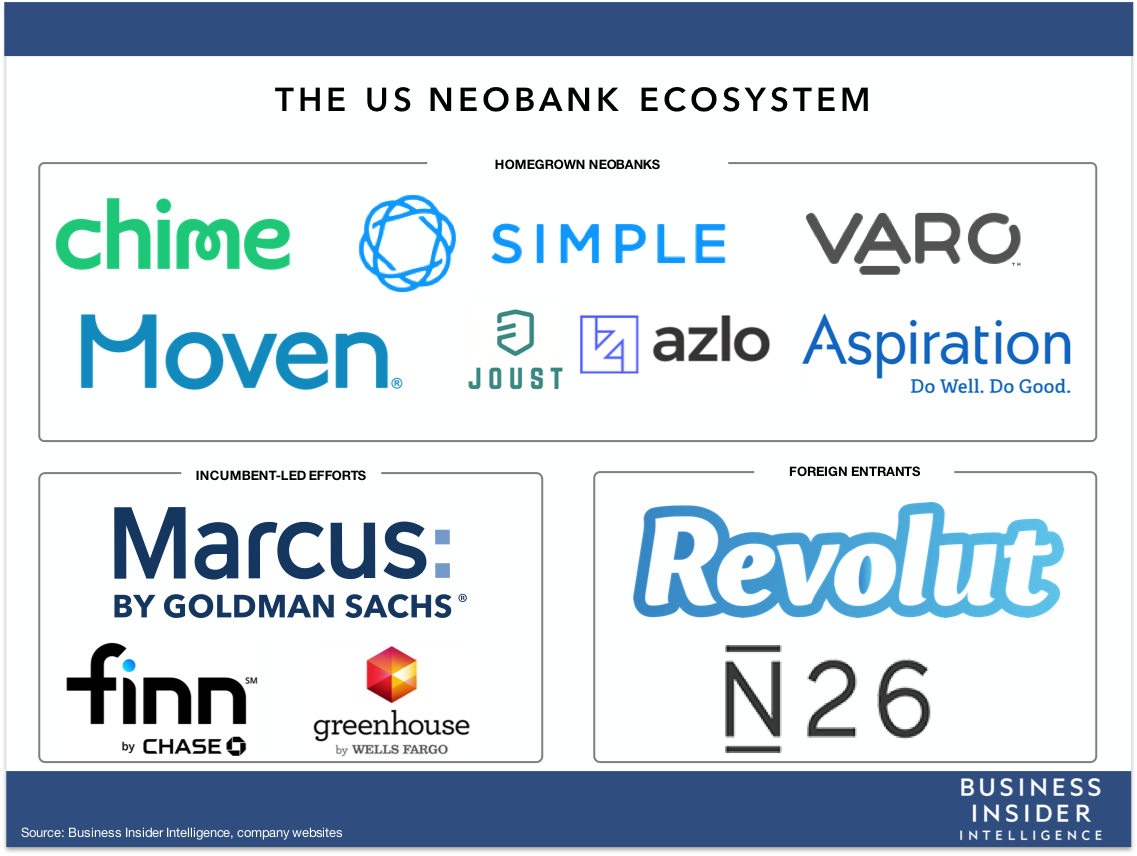 THE US NEOBANK ECOSYSTEM
HOMEGROWN NEOBANKS
chime
SIMPLE
VARO™
Moven®
JOUST
azlo
Aspiration
Do Well. Do Good.
INCUMBENT-LED EFFORTS
Marcus:
BY GOLDMAN SACHS®
finn℠
by CHASE
greenhouse
by WELLS FARGO
FOREIGN ENTRANTS
Revolut
N26
Source: Business Insider Intelligence, company websites
BUSINESS
INSIDER
INTELLIGENCE